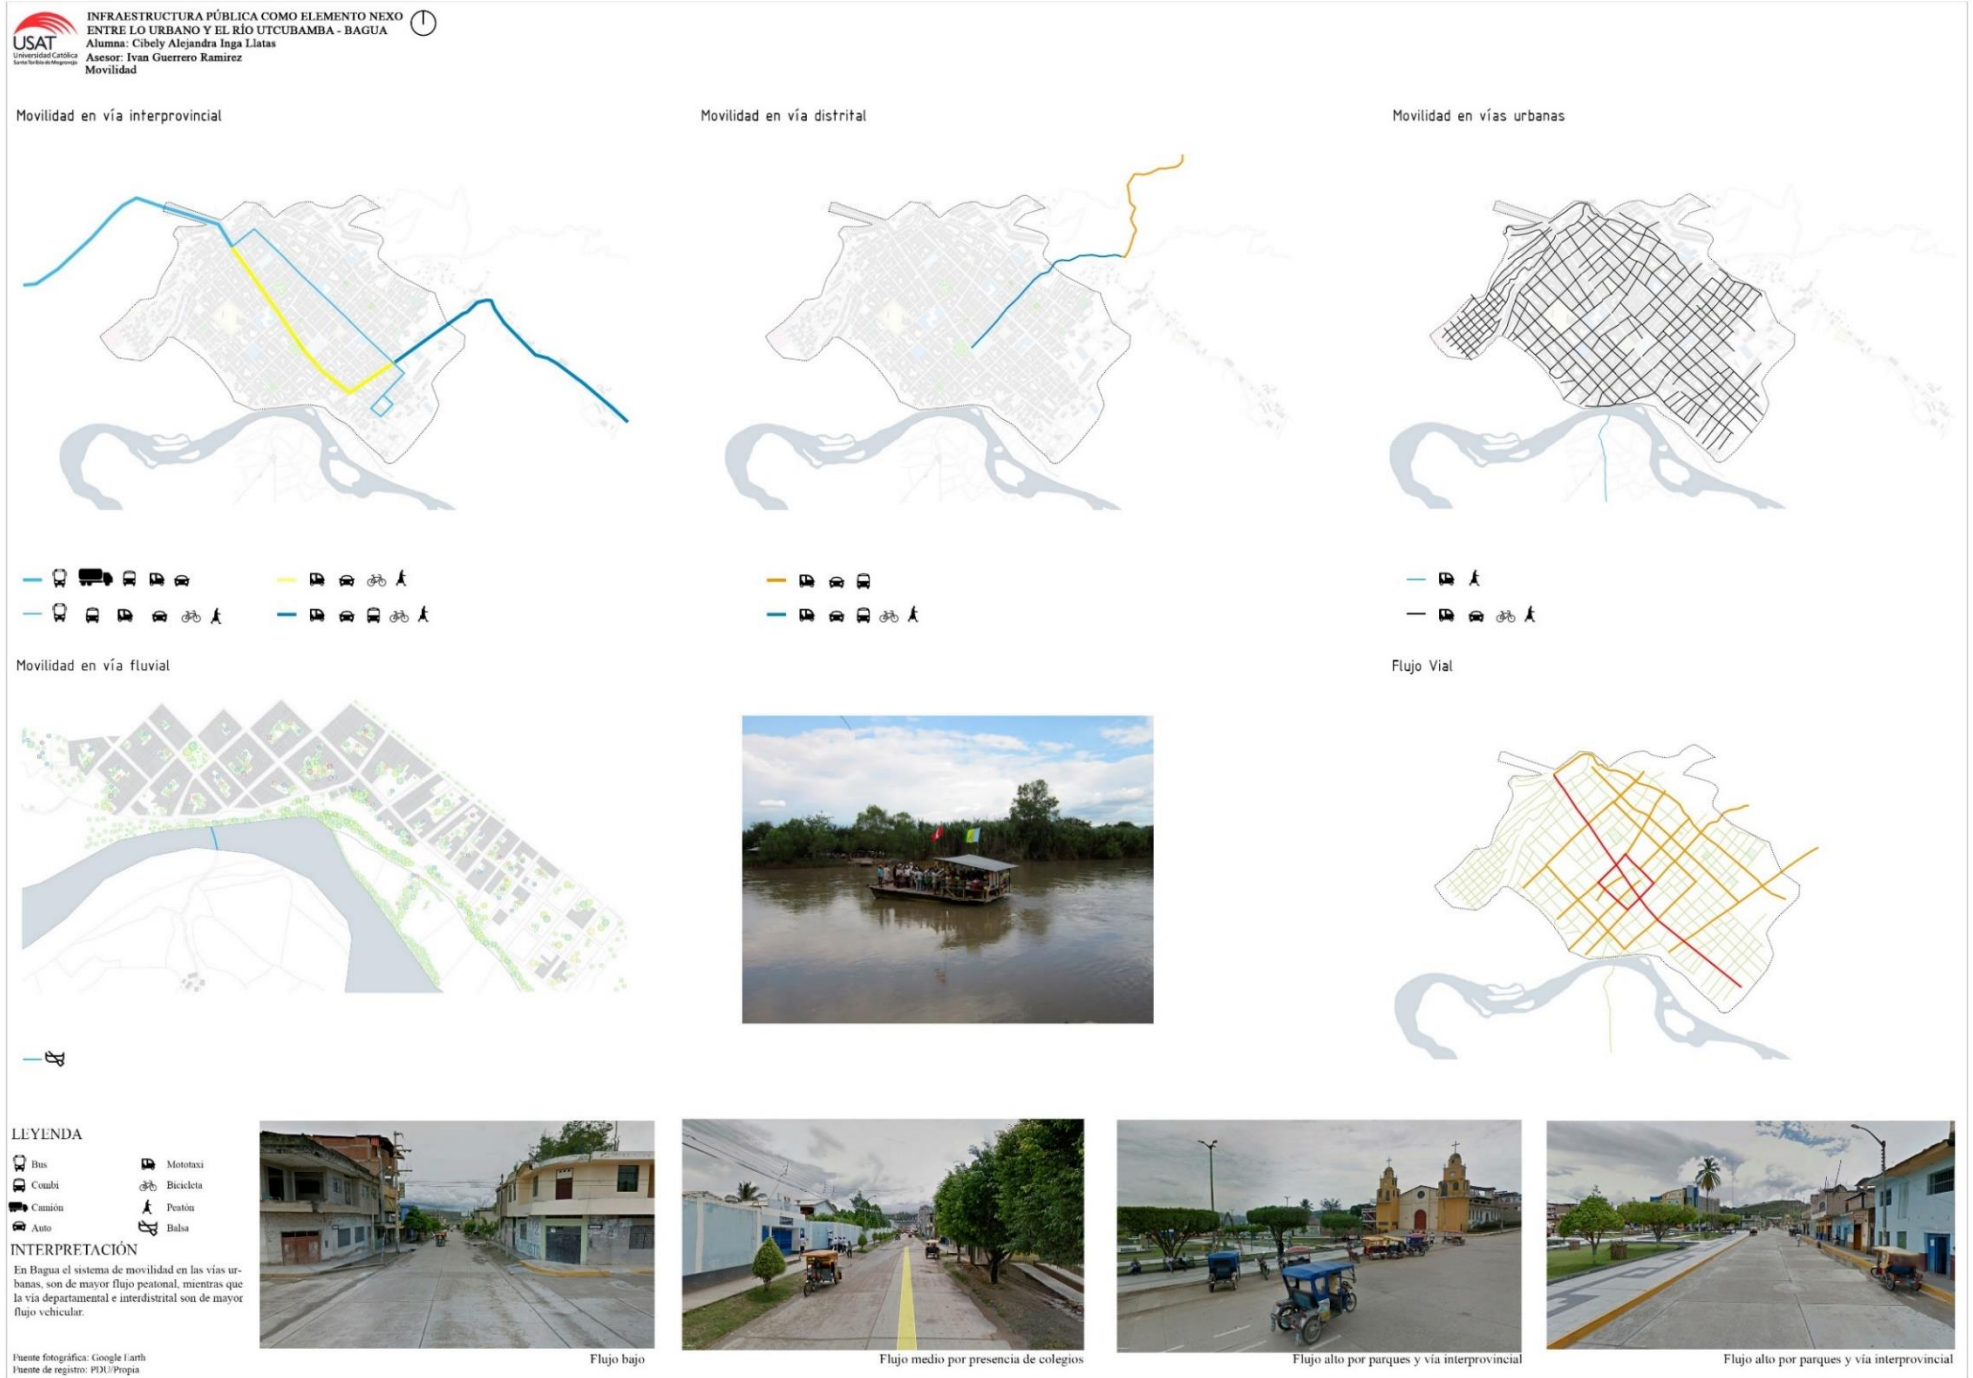 USAT
Universidad Católica
Santo Toribio de Mogrovejo
INFRAESTRUCTURA PÚBLICA COMO ELEMENTO NEXO
ENTRE LO URBANO Y EL RÍO UTCUBAMBA - BAGUA
Alumna: Cibely Alejandra Inga Llatas
Asesor: Ivan Guerrero Ramirez
Movilidad
Movilidad en vía interprovincial
Movilidad en vía distrital
Movilidad en vías urbanas
Movilidad en vía fluvial
Flujo Vial
LEYENDA
Bus
Mototaxi
Combi
Bicicleta
Camión
Peatón
Auto
Balsa
INTERPRETACIÓN
En Bagua el sistema de movilidad en las vías ur-
banas, son de mayor flujo peatonal, mientras que
la vía departamental e interdistrital son de mayor
flujo vehicular.
Fuente fotográfica: Google Earth
Fuente de registro: PDU/Propia
Flujo bajo
Flujo medio por presencia de colegios
Flujo alto por parques y vía interprovincial
Flujo alto por parques y vía interprovincial